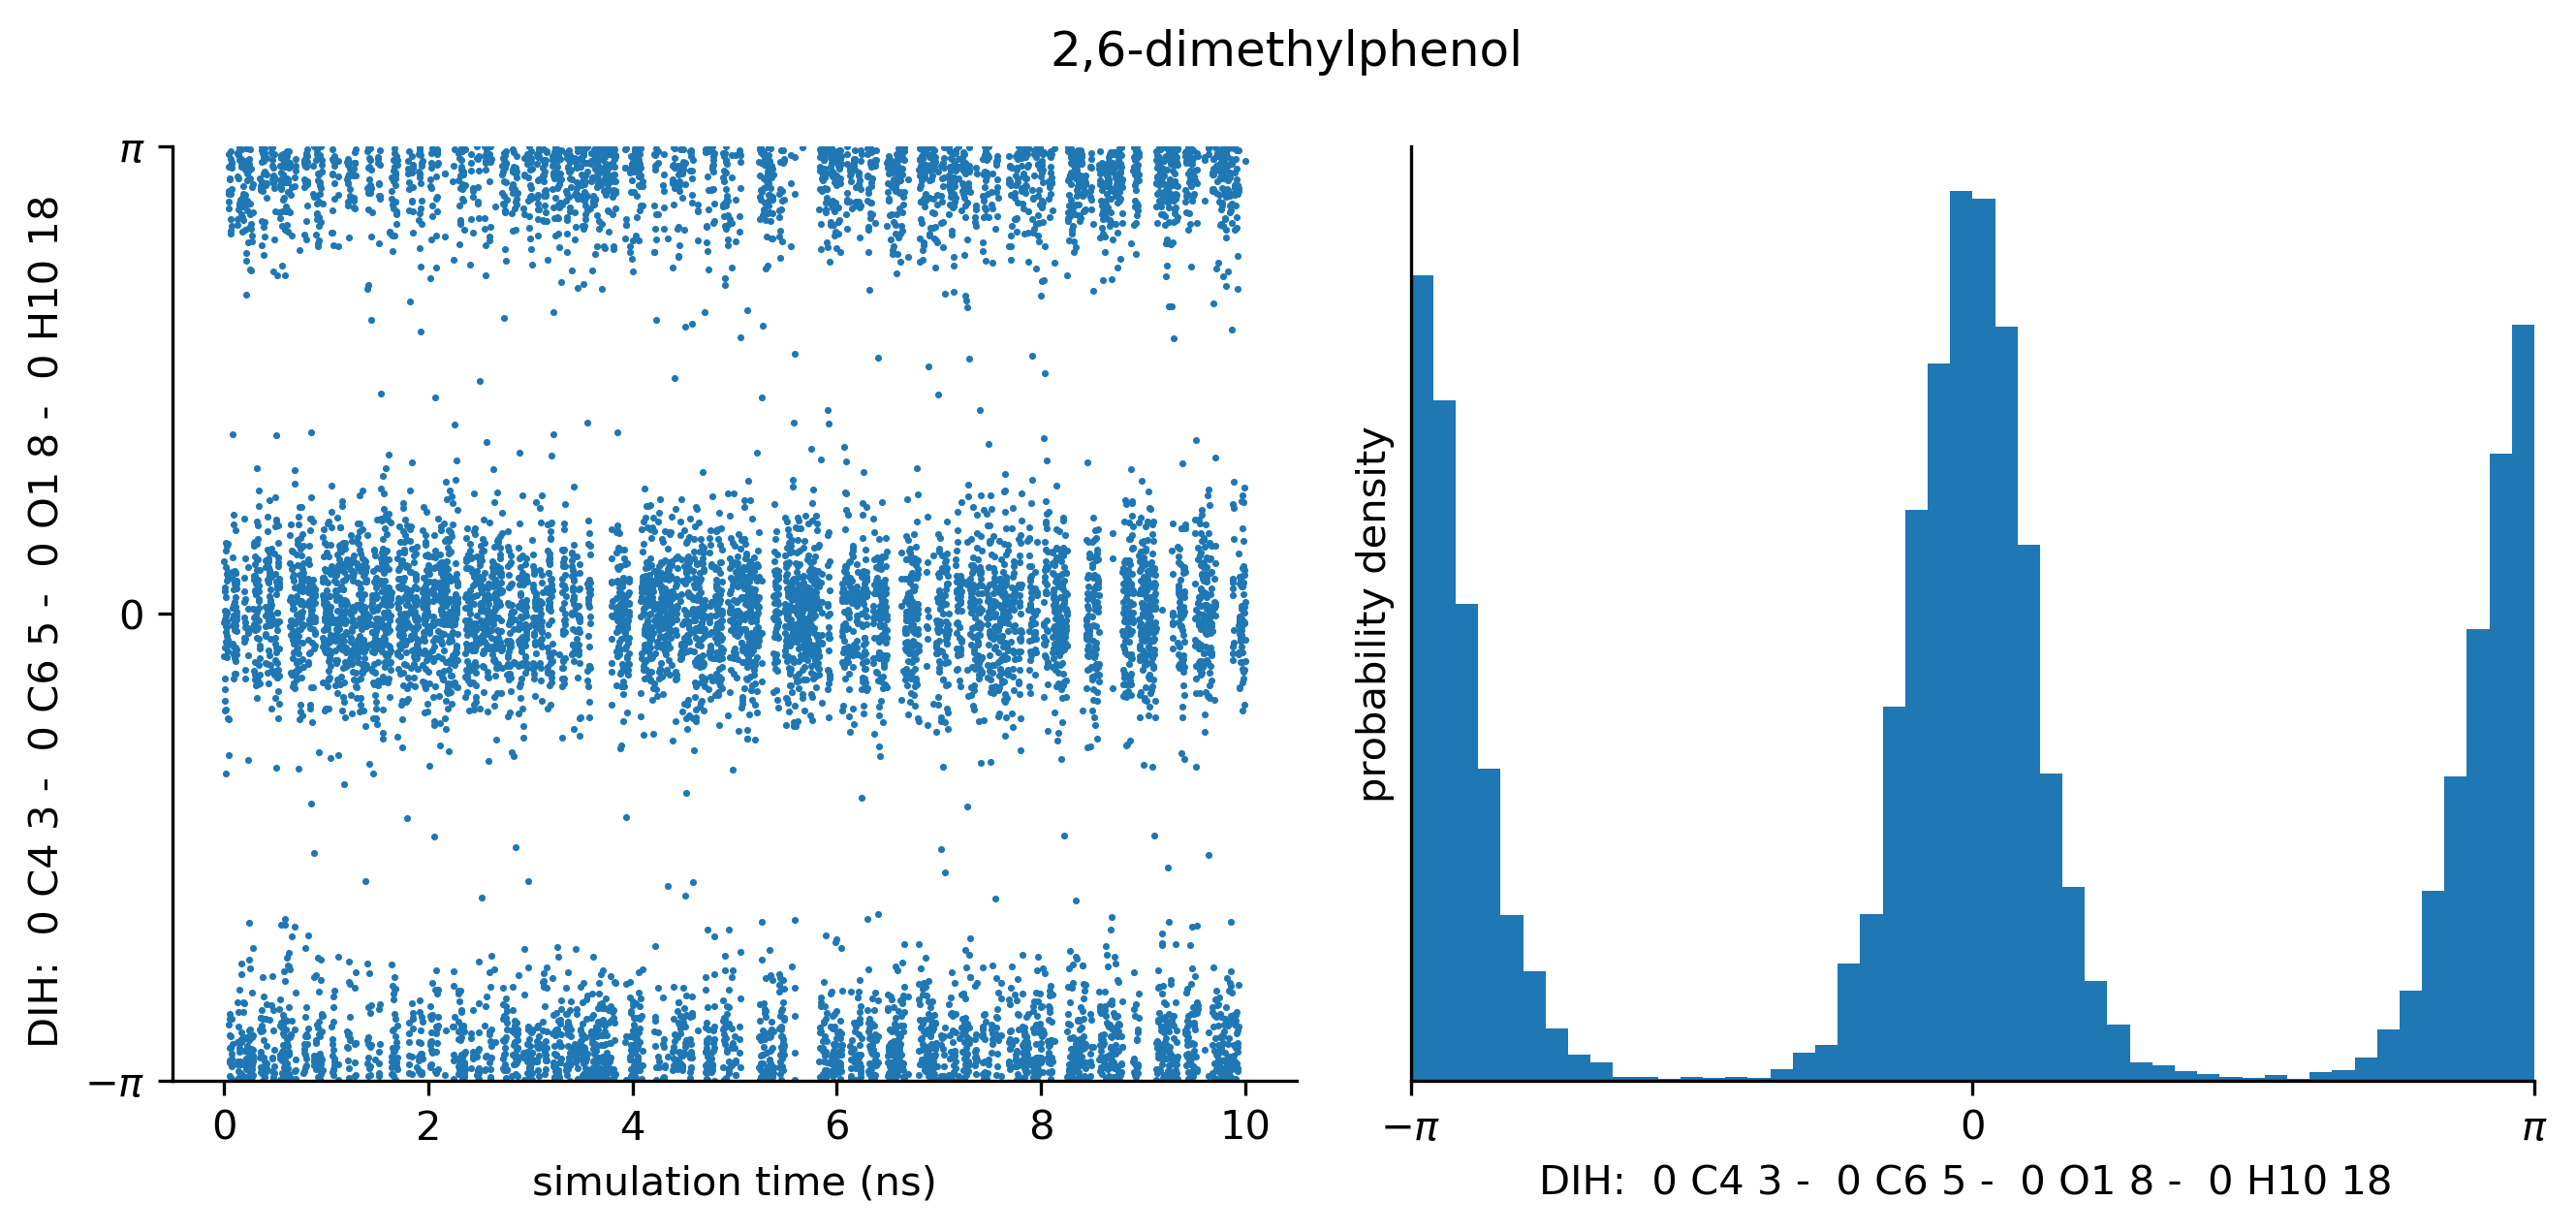 2,6-dimethylphenol
DIH:  0 C4 3 -  0 C6 5 -  0 O1 8 -  0 H10 18
π
0
−π
0 2 4 6 8 10
simulation time (ns)
probability density
−π 0 π
DIH:  0 C4 3 -  0 C6 5 -  0 O1 8 -  0 H10 18